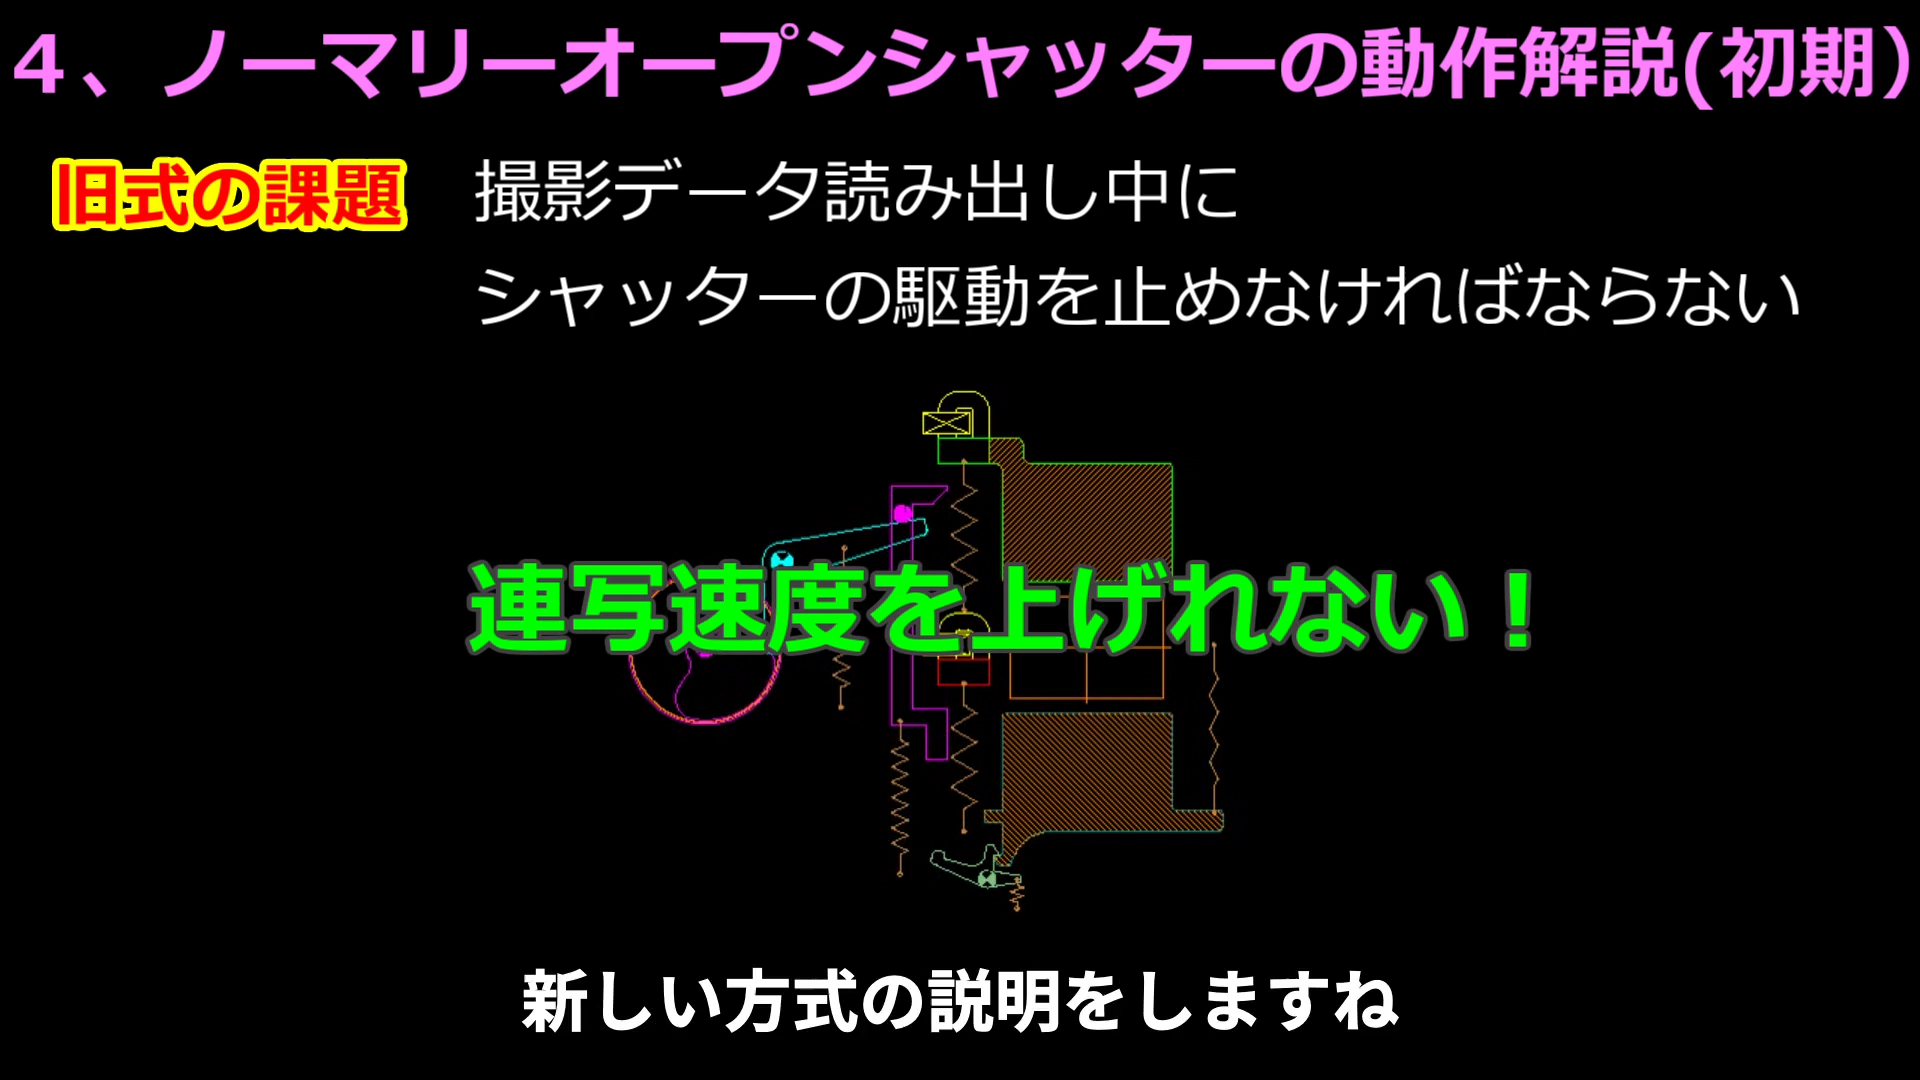 ４、ノーマリーオープンシャッターの動作解説(初期）
旧式の課題
撮影データ読み出し中に
シャッターの駆動を止めなければならない
連写速度を上げれない！
新しい方式の説明をしますね